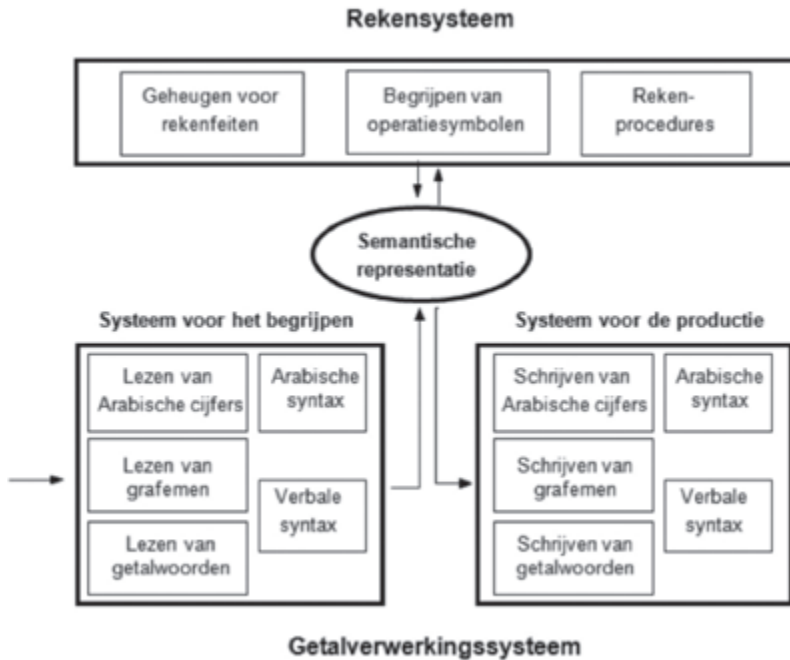 Rekensysteem
Geheugen voor
rekenfeiten
Begrijpen van
operatiesymbolen
Reken-
procedures
Semantische
representatie
Systeem voor het begrijpen
Lezen van
Arabische cijfers
Arabische
syntax
Lezen van
grafemen
Verbale
syntax
Lezen van
getalwoorden
Systeem voor de productie
Schrijven van
Arabische cijfers
Arabische
syntax
Schrijven van
grafemen
Verbale
syntax
Schrijven van
getalwoorden
Getalverwerkingssysteem